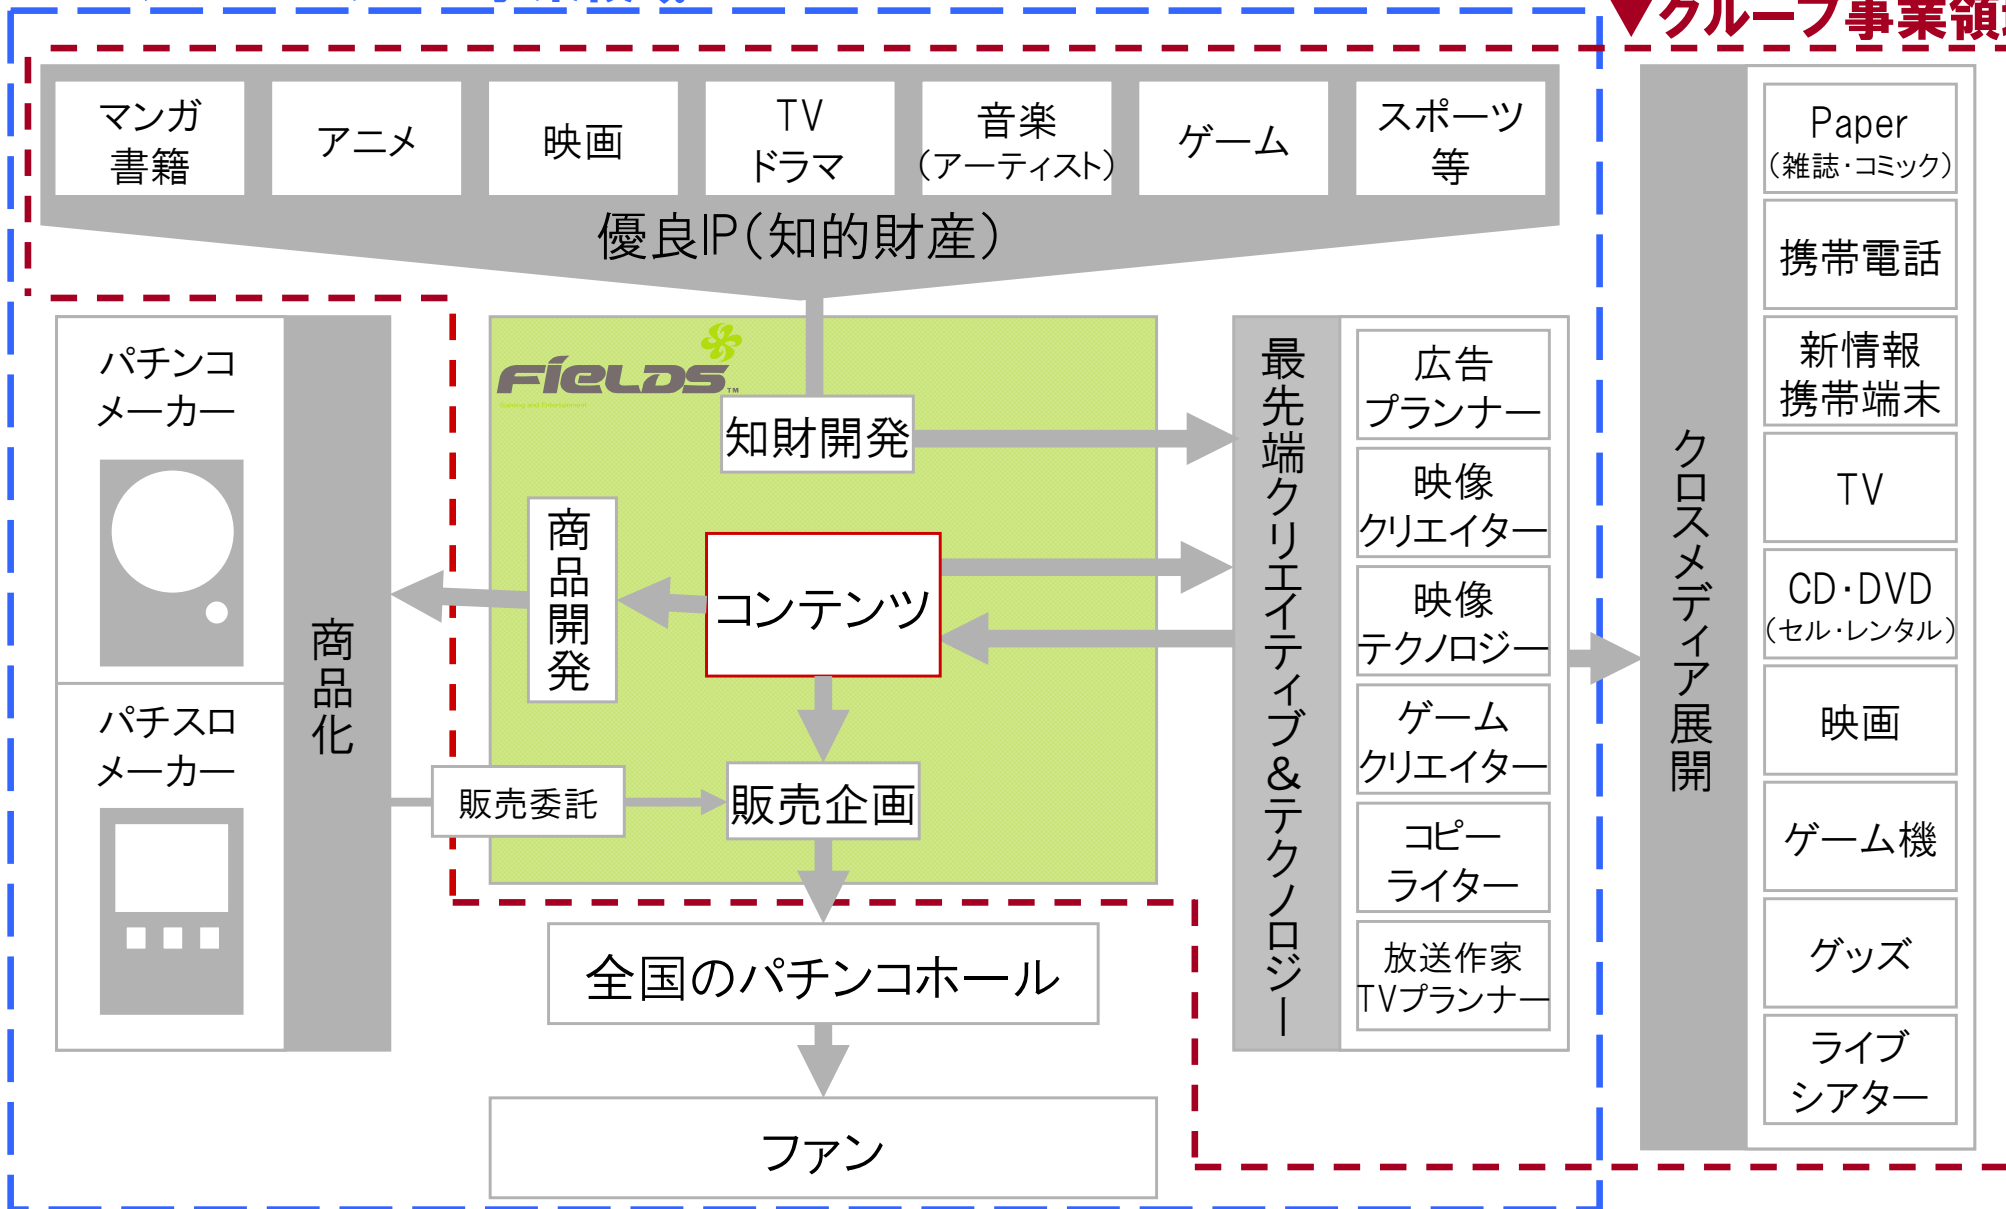 ▼グループ事業領
マンガ
書籍
アニメ
映画
TV
ドラマ
音楽
(アーティスト)
ゲーム
スポーツ
等
優良IP(知的財産)
パチンコ
メーカー
パチスロ
メーカー
商品化
FIELDS
TM
知財開発
商品開発
コンテンツ
販売委託
販売企画
全国のパチンコホール
ファン
最先端クリエイティブ&テクノロジー
広告
プランナー
映像
クリエイター
映像
テクノロジー
ゲーム
クリエイター
コピー
ライター
放送作家
TVプランナー
クロスメディア展開
Paper
(雑誌・コミック)
携帯電話
新情報
携帯端末
TV
CD・DVD
(セル・レンタル)
映画
ゲーム機
グッズ
ライブ
シアター